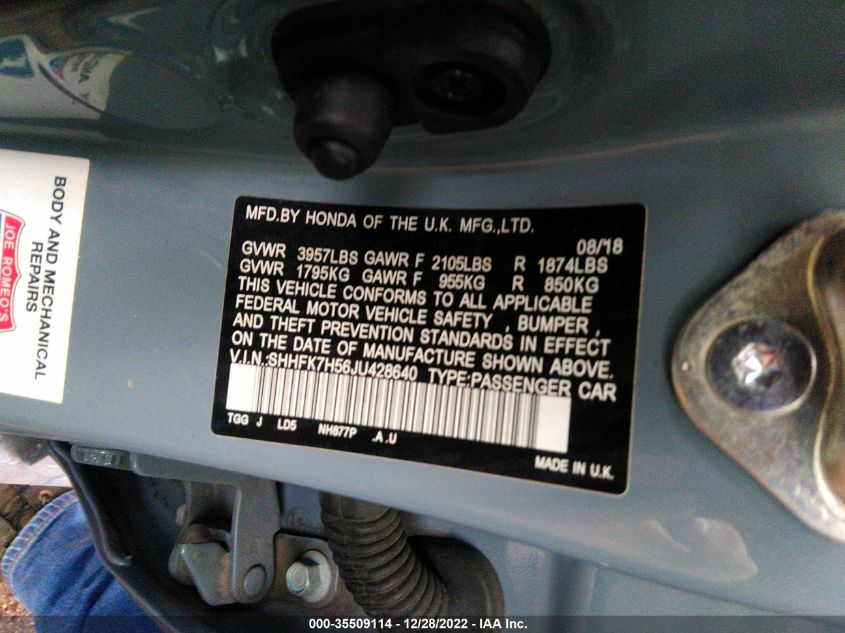 MFD.BY HONDA OF THE U.K. MFG.,LTD.
08/18
GVWR 3957LBS GAWR F 2105LBS R 1874LBS
GVWR 1795KG GAWR F 955KG R 850KG
THIS VEHICLE CONFORMS TO ALL APPLICABLE
FEDERAL MOTOR VEHICLE SAFETY , BUMPER ,
AND THEFT PREVENTION STANDARDS IN EFFECT
ON THE DATE OF MANUFACTURE SHOWN ABOVE.
V.I.N.:SHHFK7H56JU428640 TYPE:PASSENGER CAR
TGG J LD5 NH877P .A.U
MADE IN U.K.
BODY AND MECHANICAL
REPAIRS
JOE ROMEO'S
000-35509114 - 12/28/2022 - IAA Inc.